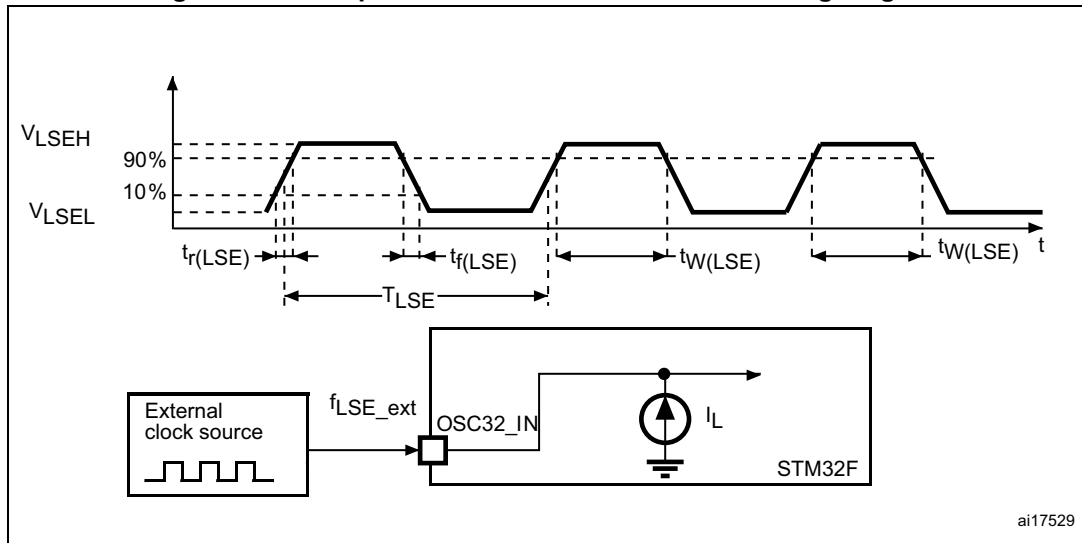 VLSEH
90%
10%
VLSEL
tr(LSE)
tf(LSE)
tW(LSE)
tW(LSE)
t
TLSE
External
clock source
fLSE_ext
OSC32_IN
IL
STM32F
ai17529